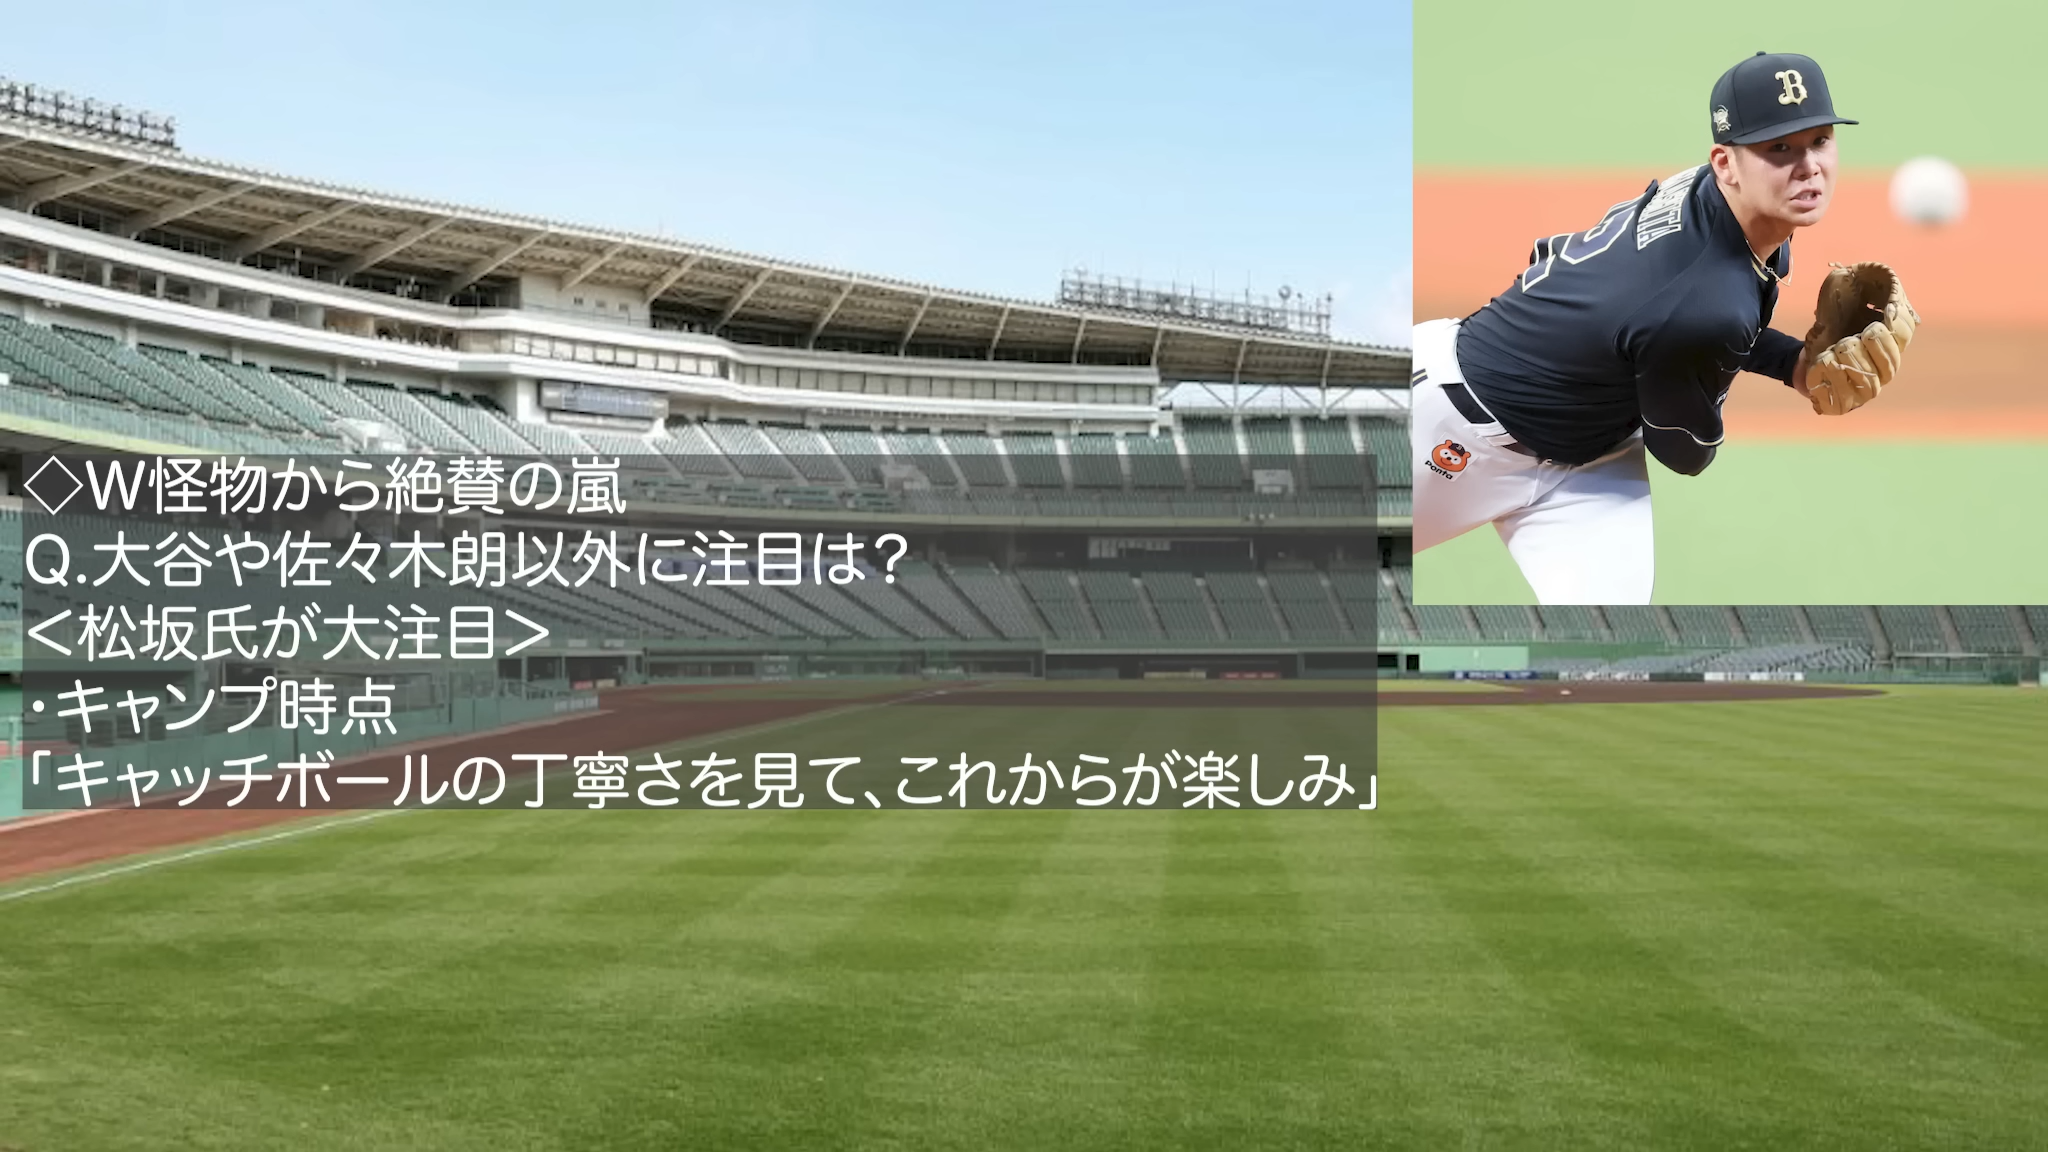 ◇W怪物から絶賛の嵐
Q.大谷や佐々木朗以外に注目は？
＜松坂氏が大注目＞
・キャンプ時点
「キャッチボールの丁寧さを見て、これからが楽しみ」
B
Ponta